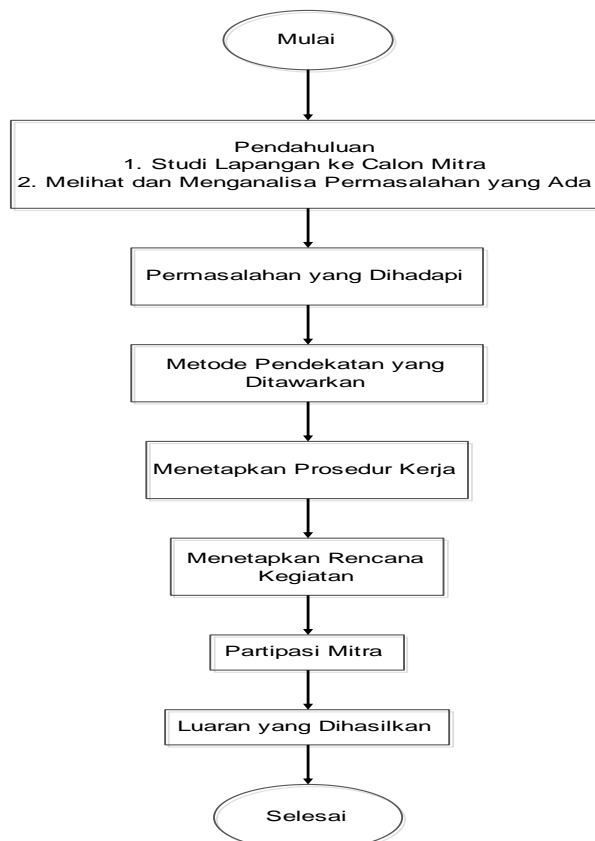 Mulai
Pendahuluan
1. Studi Lapangan ke Calon Mitra
2. Melihat dan Menganalisa Permasalahan yang Ada
Permasalahan yang Dihadapi
Metode Pendekatan yang
Ditawarkan
Menetapkan Prosedur Kerja
Menetapkan Rencana
Kegiatan
Partipasi Mitra
Luaran yang Dihasilkan
Selesai